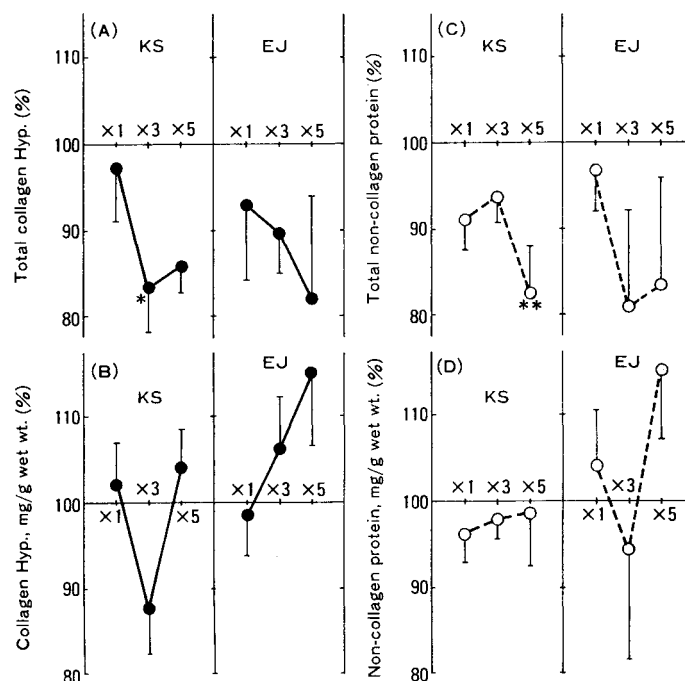 (A)
KS
EJ
Total collagen Hyp. (%)
110
100
90
80
×1 ×3 ×5
×1 ×3 ×5
*
(C)
KS
EJ
Total non-collagen protein (%)
110
100
90
80
×1 ×3 ×5
×1 ×3 ×5
**
(B)
KS
EJ
Collagen Hyp., mg/g wet wt. (%)
110
100
90
80
×1 ×3 ×5
×1 ×3 ×5
(D)
KS
EJ
Non-collagen protein, mg/g wet wt. (%)
110
100
90
80
×1 ×3 ×5
×1 ×3 ×5